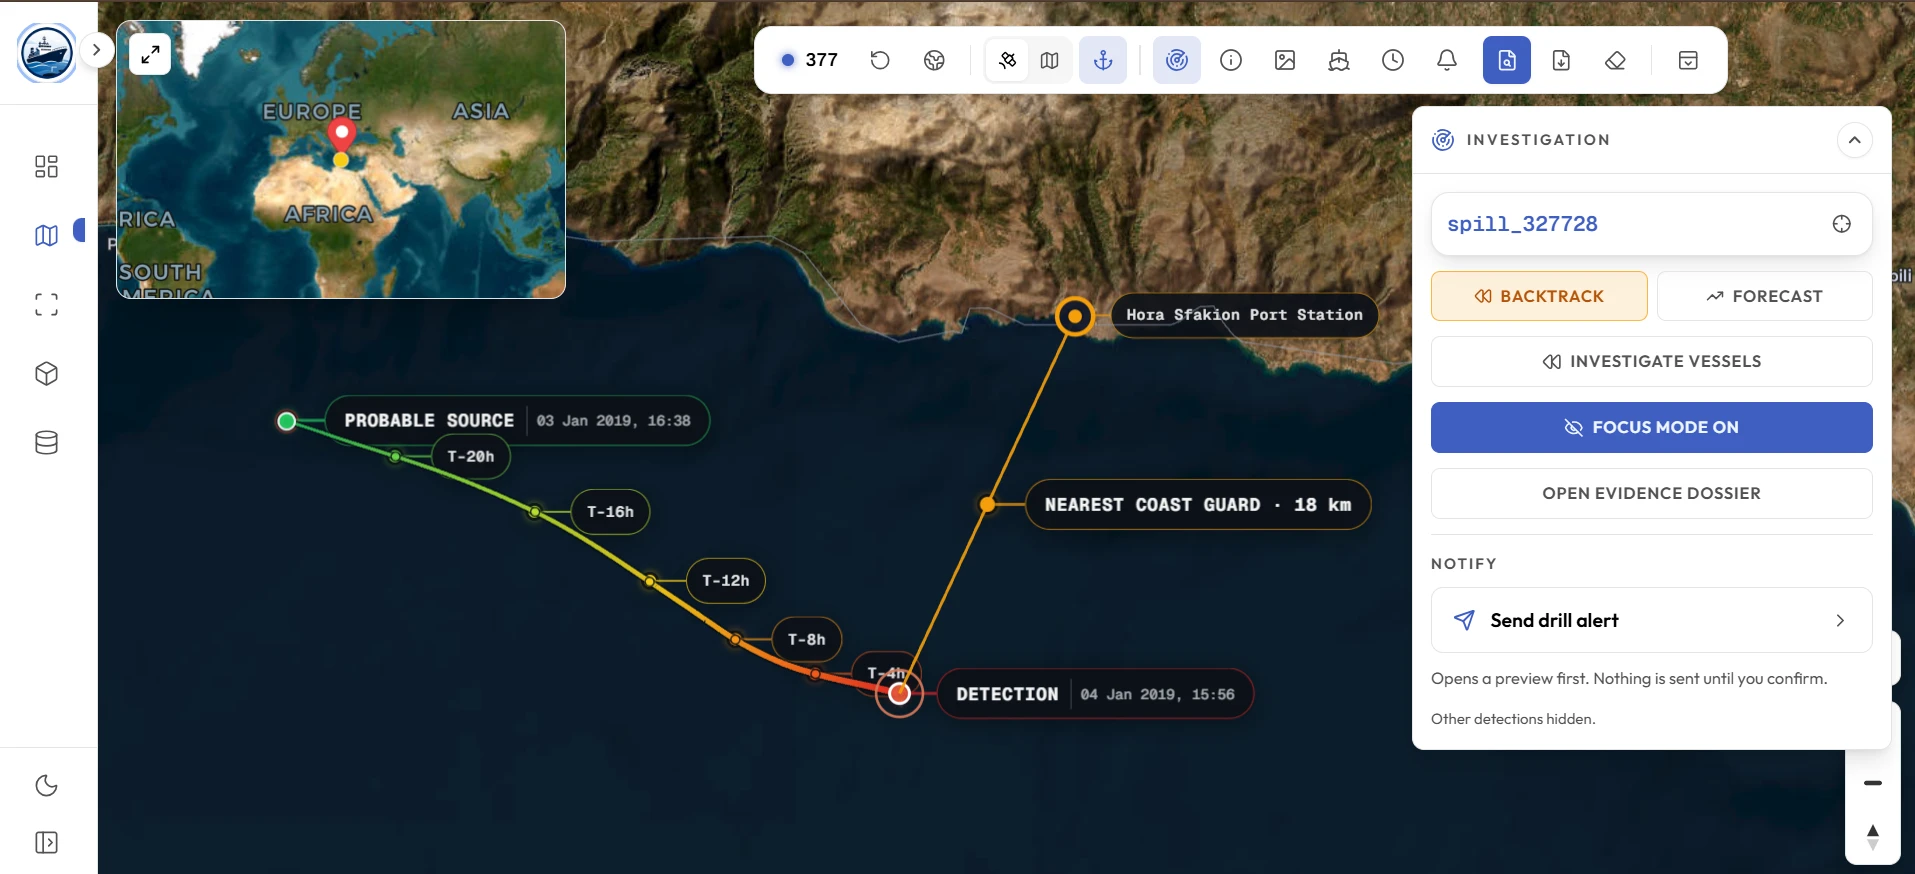 377
EUROPE
ASIA
AFRICA
RICA
SOUTH
MERICA
P
INVESTIGATION
spill_327728
BACKTRACK
FORECAST
INVESTIGATE VESSELS
FOCUS MODE ON
OPEN EVIDENCE DOSSIER
NOTIFY
Send drill alert
Opens a preview first. Nothing is sent until you confirm.
Other detections hidden.
pili
Hora Sfakion Port Station
PROBABLE SOURCE 03 Jan 2019, 16:38
T-20h
T-16h
NEAREST COAST GUARD · 18 km
T-12h
T-8h
T-4h
DETECTION 04 Jan 2019, 15:56